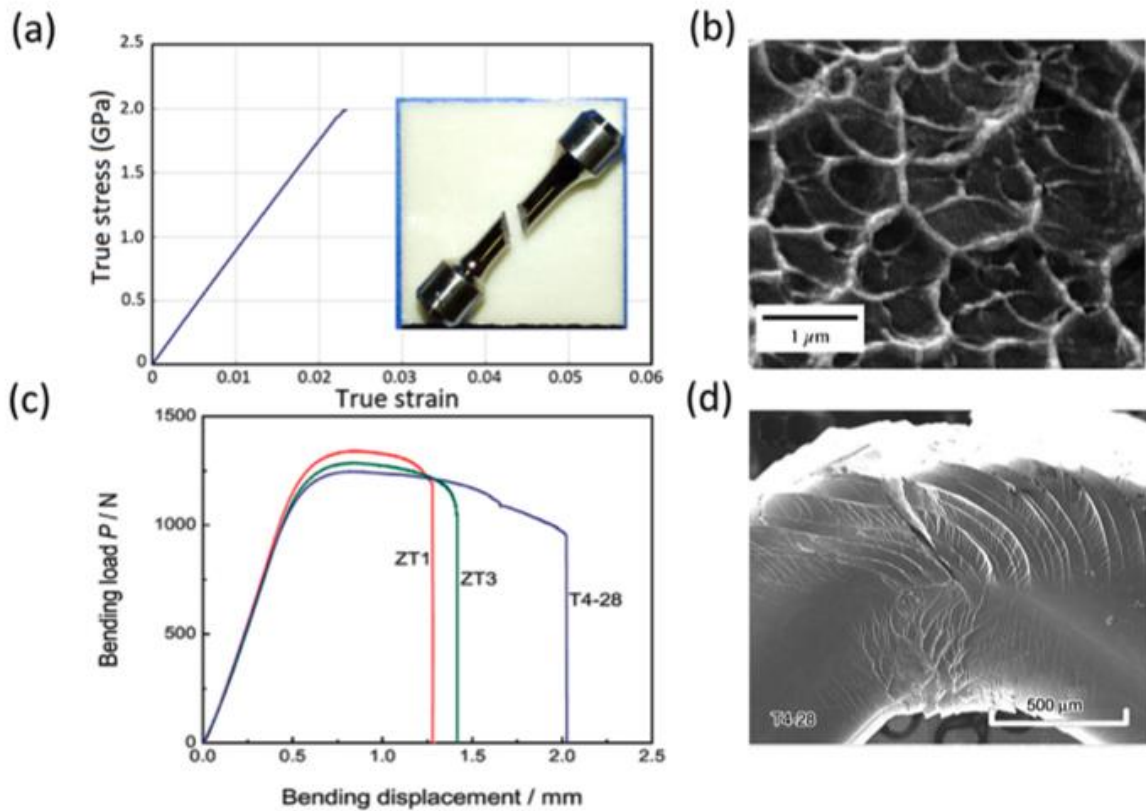 (a)
2.5
2.0
1.5
1.0
0.5
0
0 0.01 0.02 0.03 0.04 0.05 0.06
True stress (GPa)
True strain
(b)
1 μm
(c)
1500
1000
500
0
0.0 0.5 1.0 1.5 2.0 2.5
Bending load P / N
Bending displacement / mm
ZT1
ZT3
T4-28
(d)
T4-28
500 μm